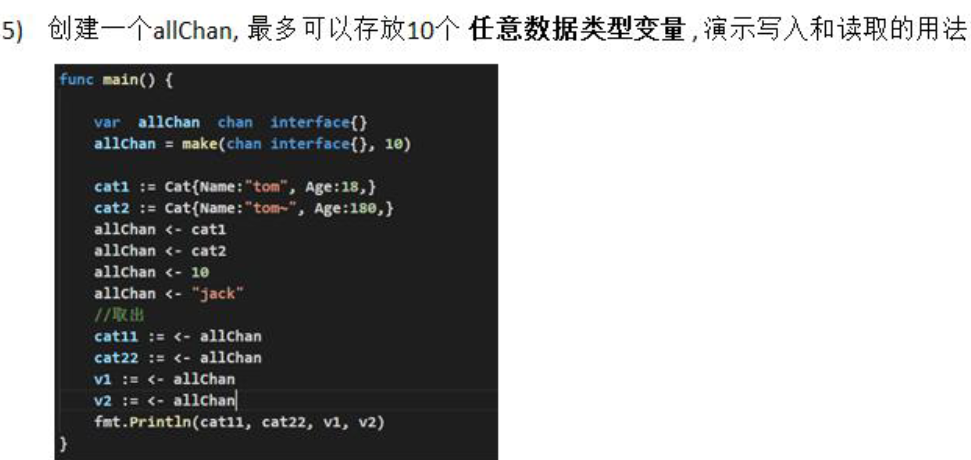 5) 创建一个allChan, 最多可以存放10个 任意数据类型变量 , 演示写入和读取的用法
func main() {
var allChan chan interface{}
allChan = make(chan interface{}, 10)
cat1 := Cat{Name:"tom", Age:18,}
cat2 := Cat{Name:"tom~", Age:180,}
allChan <- cat1
allChan <- cat2
allChan <- 10
allChan <- "jack"
//取出
cat11 := <- allChan
cat22 := <- allChan
v1 := <- allChan
v2 := <- allChan
fmt.Println(cat11, cat22, v1, v2)
}